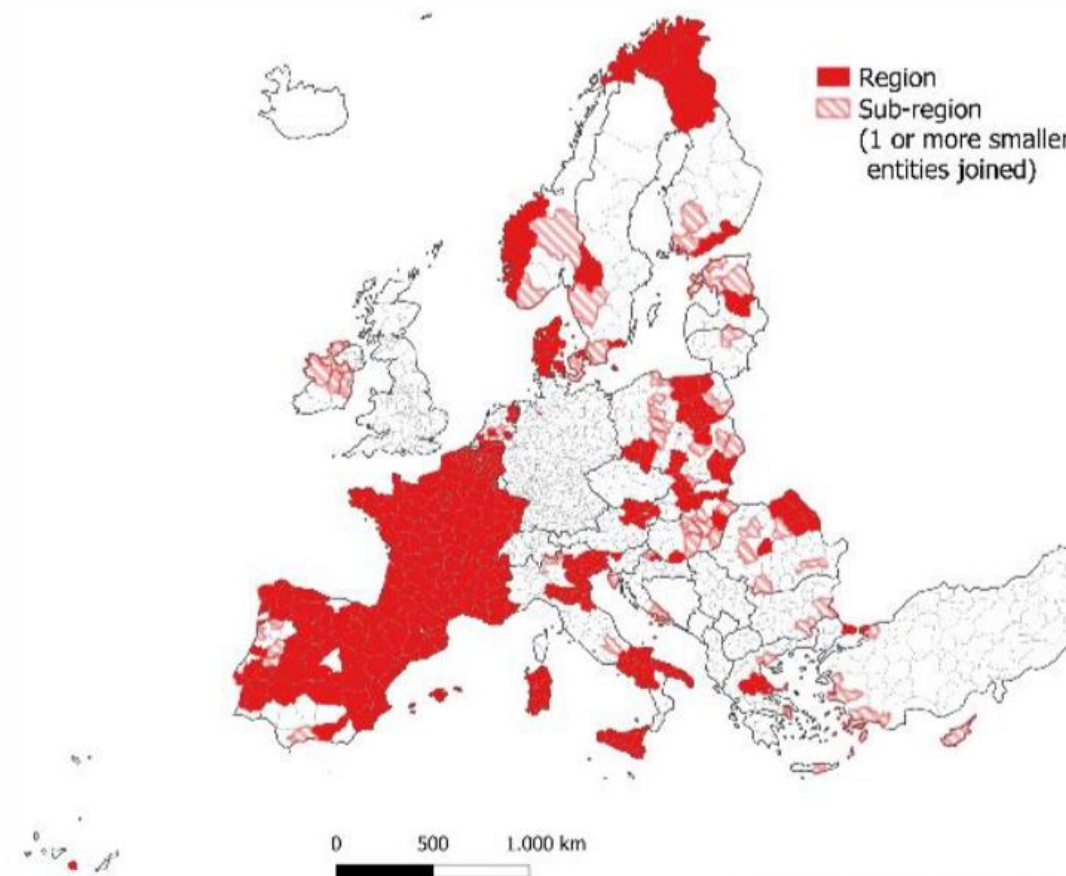 Region
Sub-region
(1 or more smaller
entities joined)
0 500 1.000 km